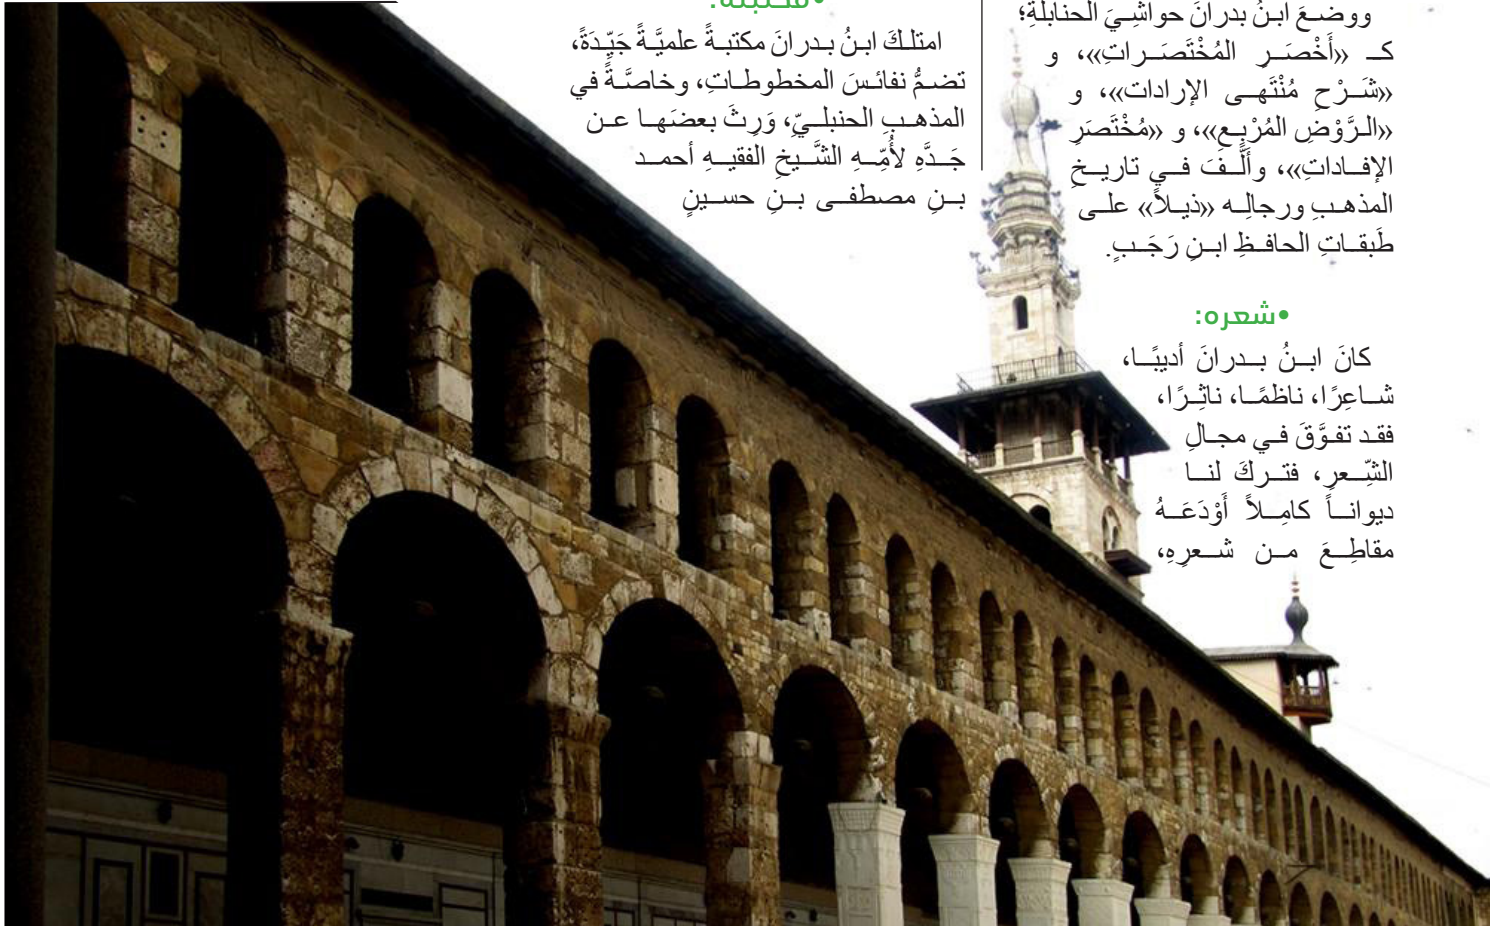 ووضعَ ابنُ بدرانَ حواشِيَ الحنابلةِ؛
كـ «أَخْصَرِ المُخْتَصَراتِ»، و
«شَرْحِ مُنْتَهى الإرادات»، و
«الرَّوْضِ المُرْبِعِ»، و «مُخْتَصَرِ
الإفاداتِ»، وألَّفَ في تاريخِ
المذهبِ ورجالِه «ذيلاً» على
طَبقاتِ الحافظِ ابنِ رَجَبٍ.
•شعره:
كانَ ابنُ بدرانَ أديبًا،
شاعِرًا، ناظمًا، ناثِرًا،
فقد تفوَّقَ في مجالِ
الشِّعرِ، فتركَ لنا
ديواناً كامِلاً أَوْدَعَهُ
مقاطِعَ من شعرِهِ،
•مكتبته:
امتلكَ ابنُ بدرانَ مكتبةً علميَّةً جَيِّدَةً،
تضمُّ نفائسَ المخطوطاتِ، وخاصَّةً في
المذهبِ الحنبليِّ، وَرِثَ بعضَها عن
جَدِّهِ لأُمِّهِ الشَّيخِ الفقيهِ أحمد
بنِ مصطفى بنِ حسينٍ